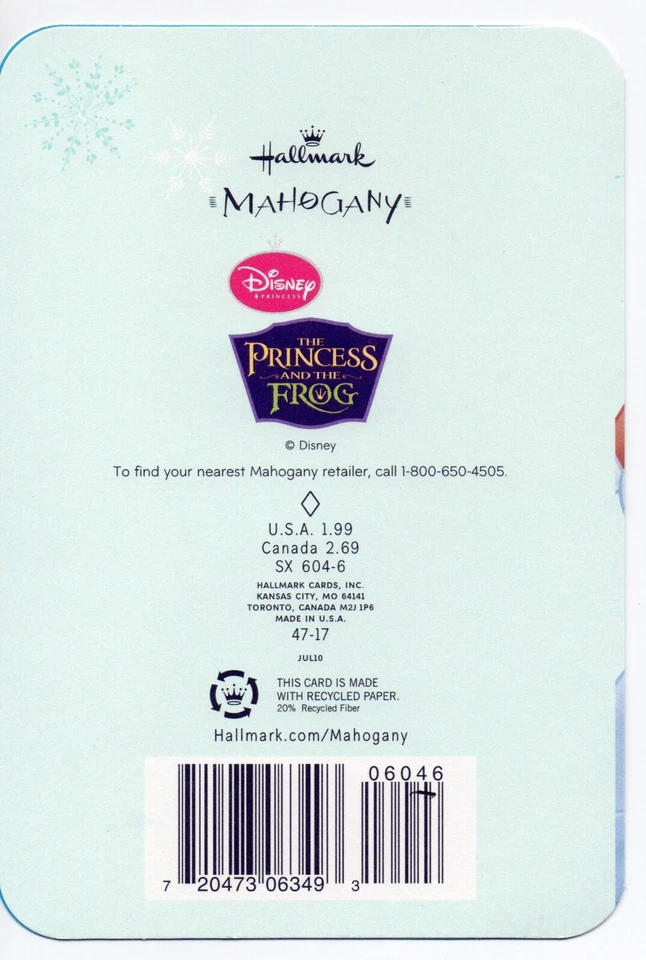 Hallmark
MAHOGANY
Disney
PRINCESS
THE
PRINCESS
AND THE
FROG
© Disney
To find your nearest Mahogany retailer, call 1-800-650-4505.
U.S.A. 1.99
Canada 2.69
SX 604-6
HALLMARK CARDS, INC.
KANSAS CITY, MO 64141
TORONTO, CANADA M2J 1P6
MADE IN U.S.A.
47-17
JUL10
THIS CARD IS MADE
WITH RECYCLED PAPER.
20% Recycled Fiber
Hallmark.com/Mahogany
06046
7 20473 06349 3